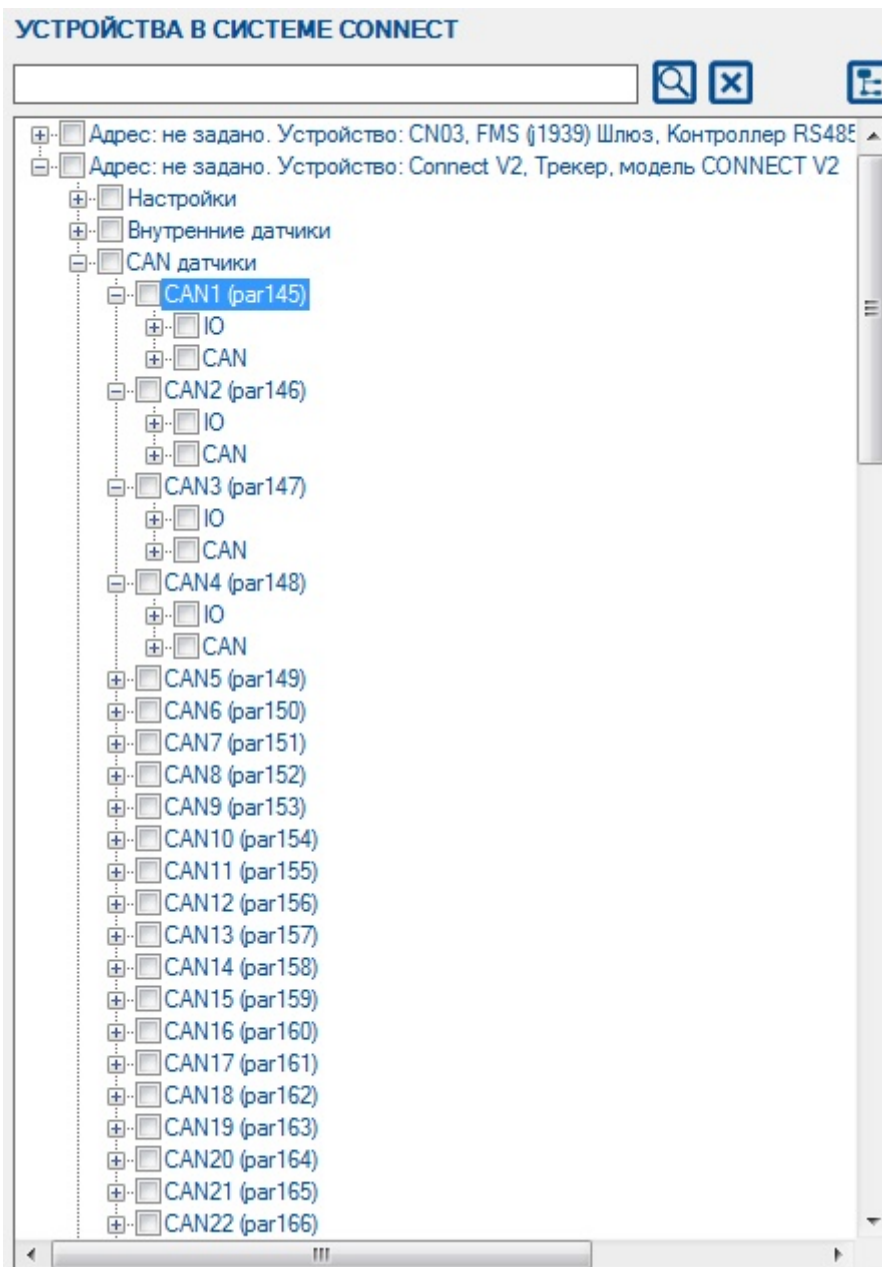 УСТРОЙСТВА В СИСТЕМЕ CONNECT
Адрес: не задано. Устройство: CN03, FMS (j1939) Шлюз, Контроллер RS485
Адрес: не задано. Устройство: Connect V2, Трекер, модель CONNECT V2
Настройки
Внутренние датчики
CAN датчики
CAN1 (par145)
IO
CAN
CAN2 (par146)
IO
CAN
CAN3 (par147)
IO
CAN
CAN4 (par148)
IO
CAN
CAN5 (par149)
CAN6 (par150)
CAN7 (par151)
CAN8 (par152)
CAN9 (par153)
CAN10 (par154)
CAN11 (par155)
CAN12 (par156)
CAN13 (par157)
CAN14 (par158)
CAN15 (par159)
CAN16 (par160)
CAN17 (par161)
CAN18 (par162)
CAN19 (par163)
CAN20 (par164)
CAN21 (par165)
CAN22 (par166)